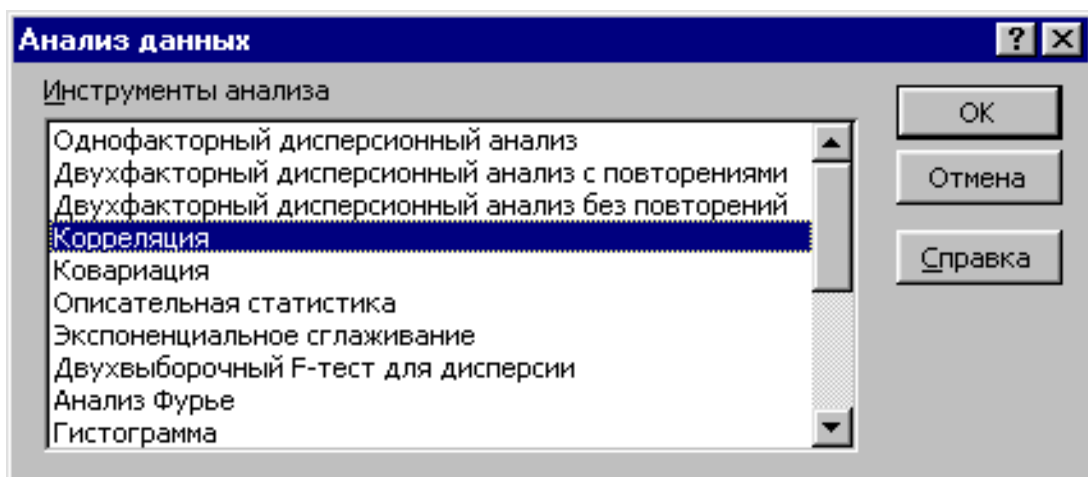 Анализ данных
Инструменты анализа
Однофакторный дисперсионный анализ
Двухфакторный дисперсионный анализ с повторениями
Двухфакторный дисперсионный анализ без повторений
Корреляция
Ковариация
Описательная статистика
Экспоненциальное сглаживание
Двухвыборочный F-тест для дисперсии
Анализ Фурье
Гистограмма
OK
Отмена
Справка